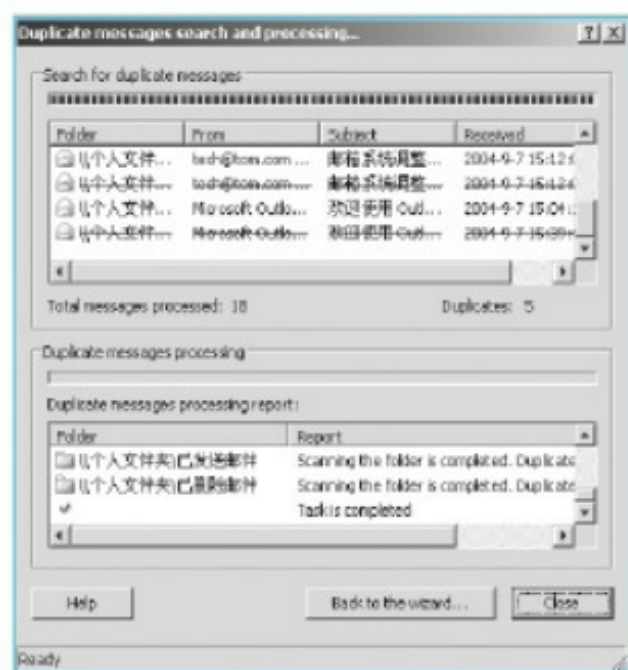 Duplicate messages search and processing...
Search for duplicate messages
Folder From Subject Received
\\个人文件... tech@tom.com ... 邮箱系统调整... 2004-9-7 15:12:
\\个人文件... tech@tom.com ... 邮箱系统调整... 2004-9-7 15:12:
\\个人文件... Microsoft Outlo... 欢迎使用 Outl... 2004-9-7 15:04:
\\个人文件... Microsoft Outlo... 欢迎使用 Outl... 2004-9-7
Total messages processed: 18 Duplicates: 5
Duplicate messages processing
Duplicate messages processing report:
Folder Report
\\个人文件夹\已发送邮件 Scanning the folder is completed. Duplicate
\\个人文件夹\已删除邮件 Scanning the folder is completed. Duplicate
Task is completed
Help Back to the wizard... Close
Ready